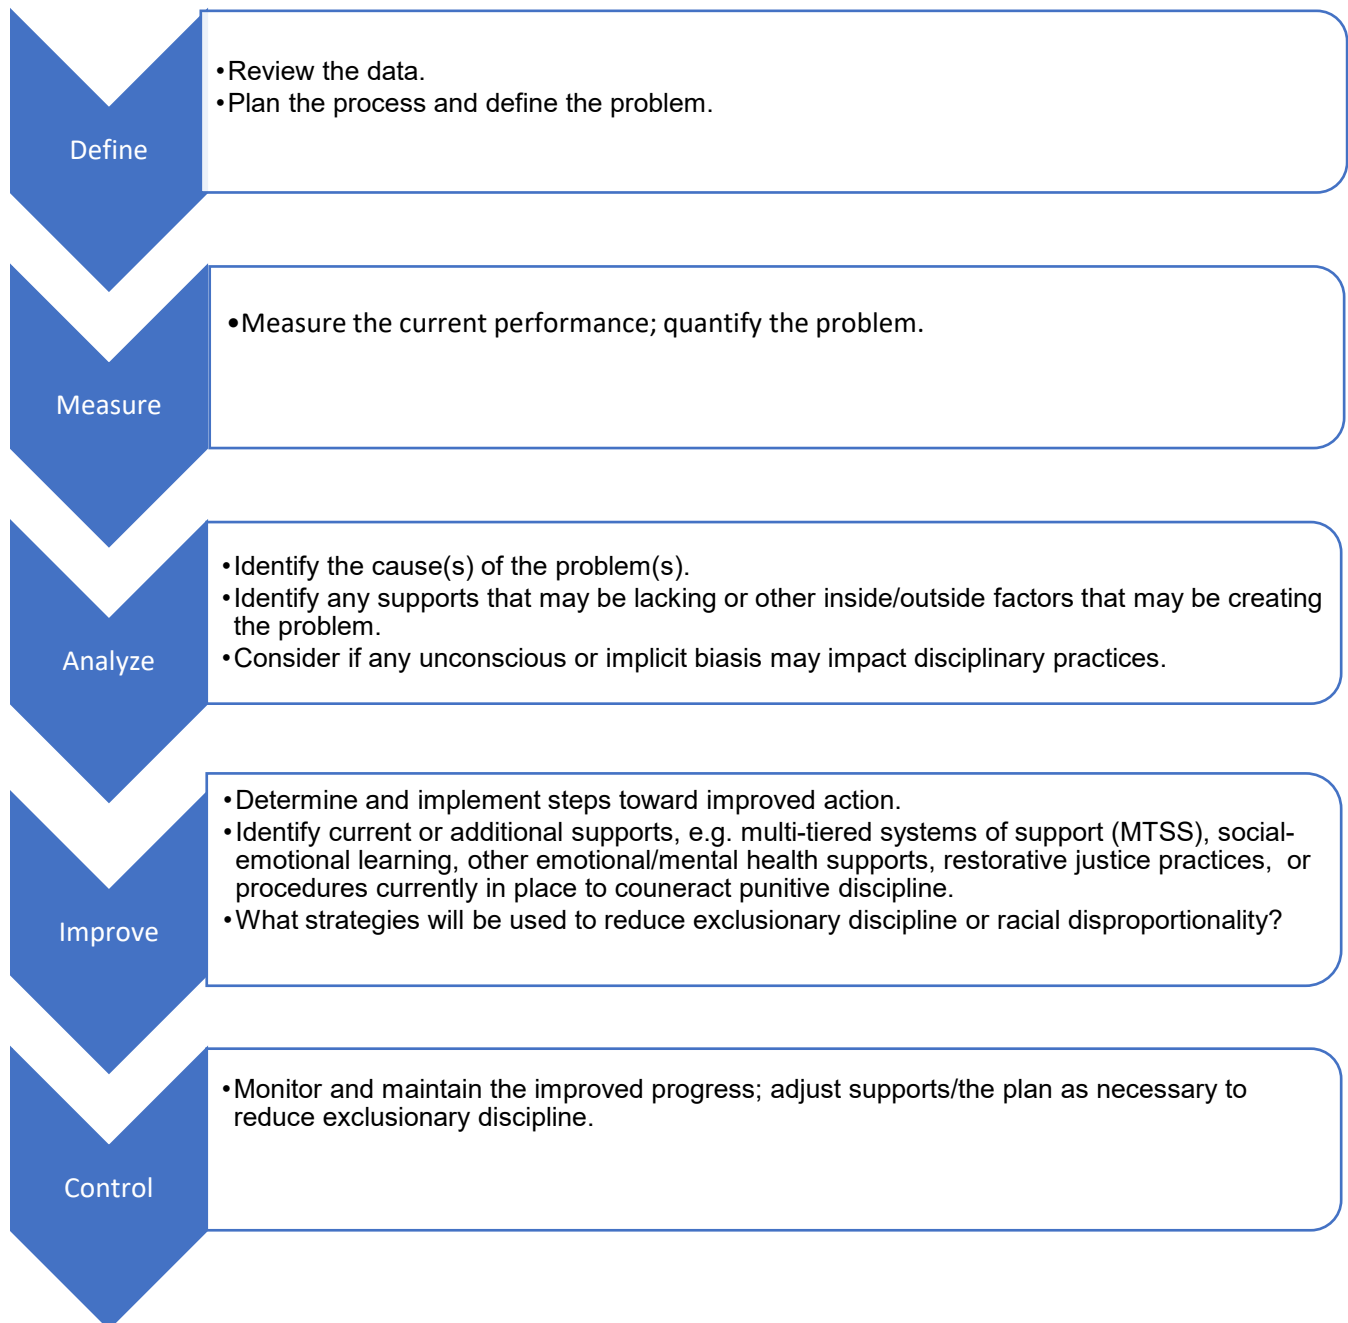 Define
•Review the data.
•Plan the process and define the problem.
Measure
•Measure the current performance; quantify the problem.
Analyze
•Identify the cause(s) of the problem(s).
•Identify any supports that may be lacking or other inside/outside factors that may be creating
the problem.
•Consider if any unconscious or implicit biasis may impact disciplinary practices.
Improve
•Determine and implement steps toward improved action.
•Identify current or additional supports, e.g. multi-tiered systems of support (MTSS), social-
emotional learning, other emotional/mental health supports, restorative justice practices,  or
procedures currently in place to couneract punitive discipline.
•What strategies will be used to reduce exclusionary discipline or racial disproportionality?
Control
•Monitor and maintain the improved progress; adjust supports/the plan as necessary to
reduce exclusionary discipline.